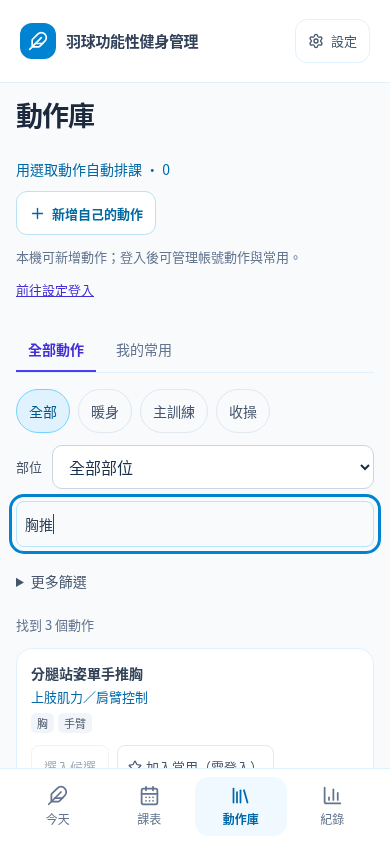 羽球功能性健身管理
設定
動作庫
用選取動作自動排課 · 0
新增自己的動作
本機可新增動作；登入後可管理帳號動作與常用。
前往設定登入
全部動作 我的常用
全部 暖身 主訓練 收操
部位 全部部位
胸推
更多篩選
找到 3 個動作
分腿站姿單手推胸
上肢肌力／肩臂控制
胸 手臂
選入候選 加入常用（需登入）
今天 課表 動作庫 紀錄